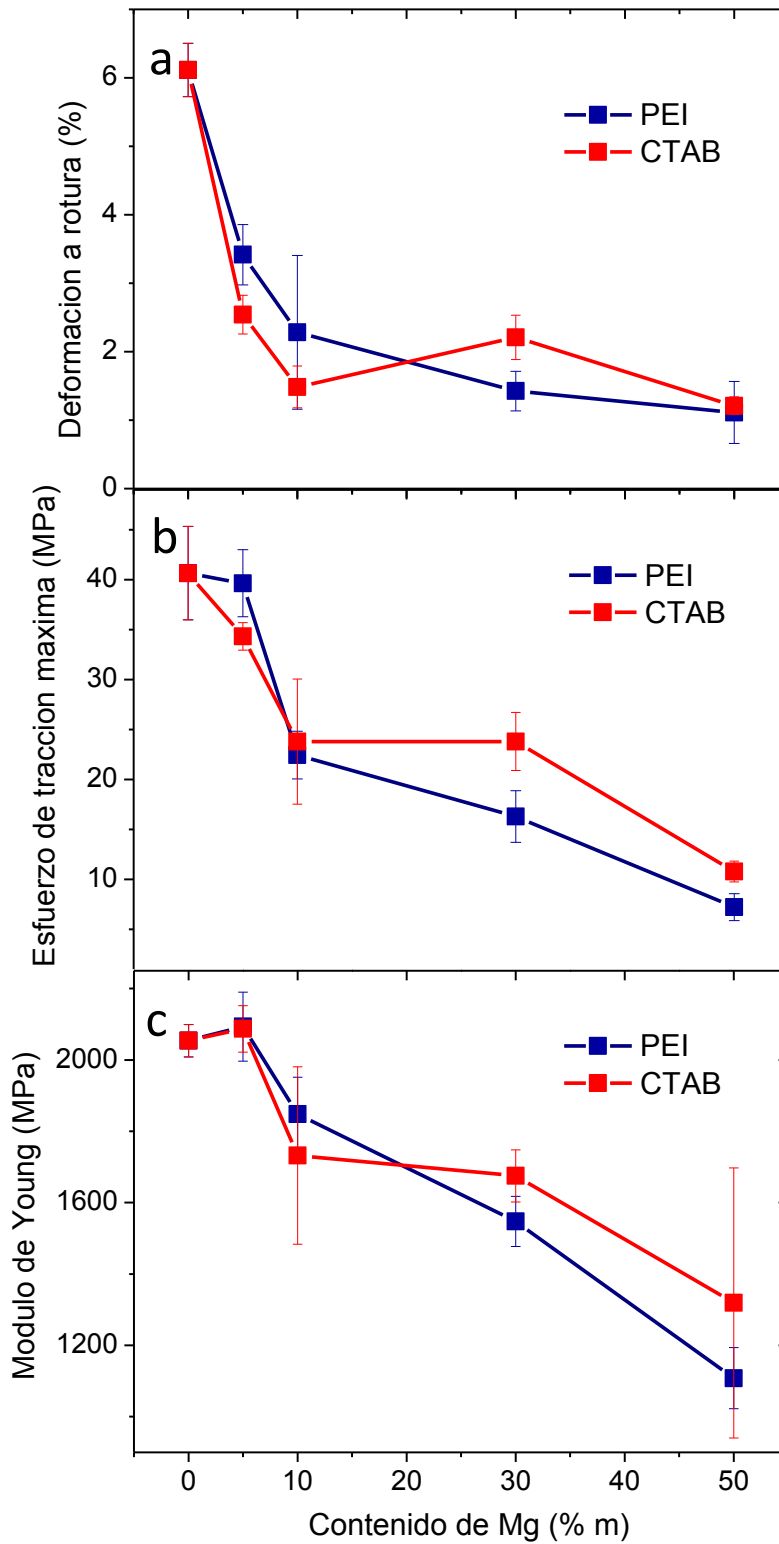 a
PEI
CTAB
Deformacion a rotura (%)
6
4
2
0
b
PEI
CTAB
Esfuerzo de traccion maxima (MPa)
40
30
20
10
c
PEI
CTAB
Modulo de Young (MPa)
2000
1600
1200
0 10 20 30 40 50
Contenido de Mg (% m)